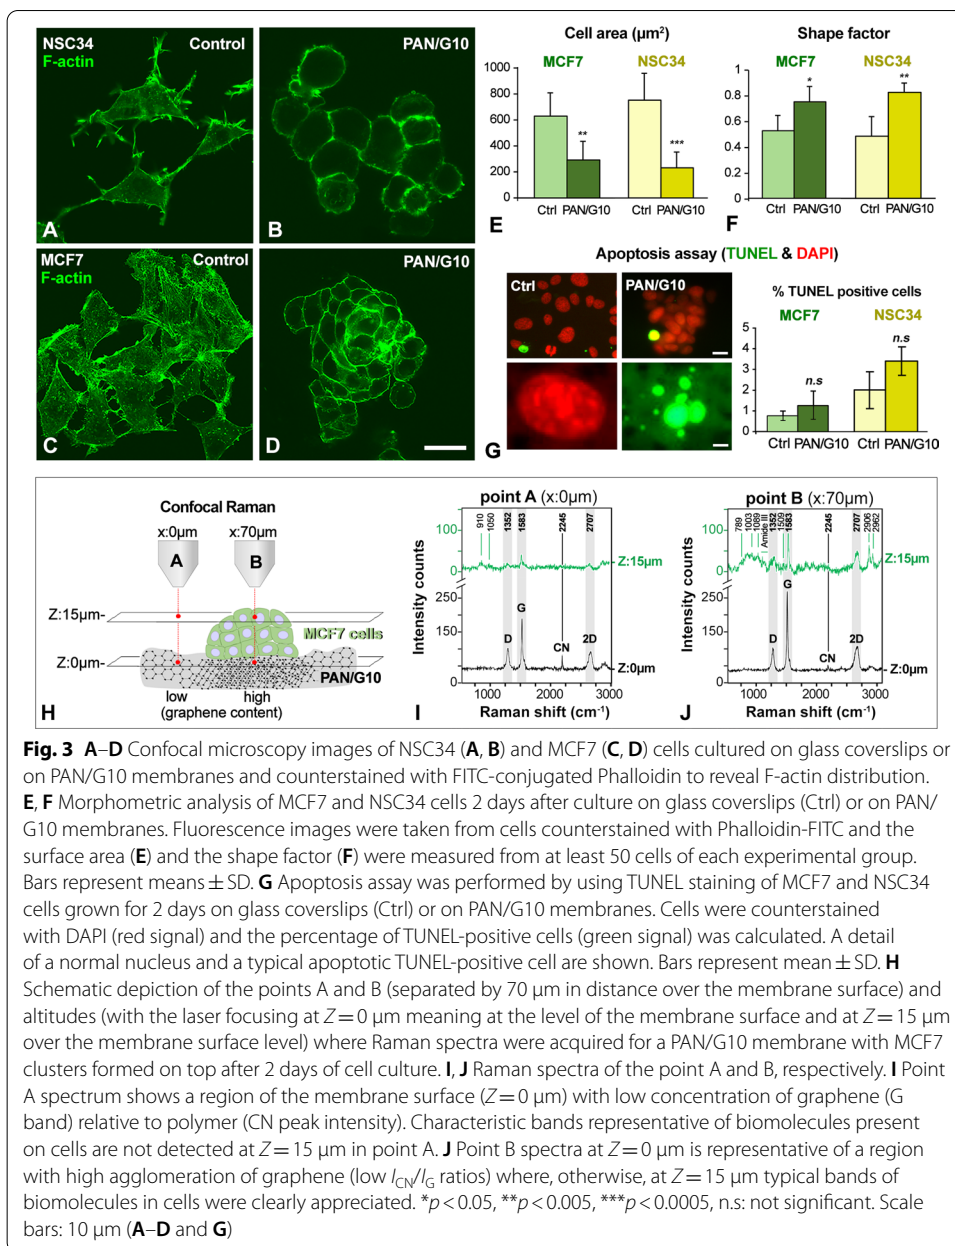 NSC34 Control
F-actin
A
PAN/G10
B
MCF7 Control
F-actin
C
PAN/G10
D
Cell area (µm²)
MCF7 NSC34
1000
800
600
400
200
0
**
***
Ctrl PAN/G10 Ctrl PAN/G10
E
Shape factor
MCF7 NSC34
1
0.8
0.6
0.4
0.2
0
*
**
Ctrl PAN/G10 Ctrl PAN/G10
F
Apoptosis assay (TUNEL & DAPI)
Ctrl
PAN/G10
G
% TUNEL positive cells
MCF7 NSC34
5
4
3
2
1
0
n.s
n.s
Ctrl PAN/G10 Ctrl PAN/G10
Confocal Raman
x:0µm x:70µm
A B
Z:15µm
MCF7 cells
Z:0µm
PAN/G10
low high
(graphene content)
H
point A (x:0µm)
910
1050
1352
1583
2245
2707
100
50
0
Z:15µm
250
150
50
G
D
CN
2D
Z:0µm
Intensity counts
1000 2000 3000
Raman shift (cm⁻¹)
I
point B (x:70µm)
789
1003
1089
Amide III
1352
1509
1583
2245
2707
2906
2962
100
50
0
Z:15µm
250
150
50
G
D
CN
2D
Z:0µm
Intensity counts
1000 2000 3000
Raman shift (cm⁻¹)
J
Fig. 3 A–D Confocal microscopy images of NSC34 (A, B) and MCF7 (C, D) cells cultured on glass coverslips or
on PAN/G10 membranes and counterstained with FITC-conjugated Phalloidin to reveal F-actin distribution.
E, F Morphometric analysis of MCF7 and NSC34 cells 2 days after culture on glass coverslips (Ctrl) or on PAN/
G10 membranes. Fluorescence images were taken from cells counterstained with Phalloidin-FITC and the
surface area (E) and the shape factor (F) were measured from at least 50 cells of each experimental group.
Bars represent means ± SD. G Apoptosis assay was performed by using TUNEL staining of MCF7 and NSC34
cells grown for 2 days on glass coverslips (Ctrl) or on PAN/G10 membranes. Cells were counterstained
with DAPI (red signal) and the percentage of TUNEL-positive cells (green signal) was calculated. A detail
of a normal nucleus and a typical apoptotic TUNEL-positive cell are shown. Bars represent mean ± SD. H
Schematic depiction of the points A and B (separated by 70 µm in distance over the membrane surface) and
altitudes (with the laser focusing at Z = 0 µm meaning at the level of the membrane surface and at Z = 15 µm
over the membrane surface level) where Raman spectra were acquired for a PAN/G10 membrane with MCF7
clusters formed on top after 2 days of cell culture. I, J Raman spectra of the point A and B, respectively. I Point
A spectrum shows a region of the membrane surface (Z = 0 µm) with low concentration of graphene (G
band) relative to polymer (CN peak intensity). Characteristic bands representative of biomolecules present
on cells are not detected at Z = 15 µm in point A. J Point B spectra at Z = 0 µm is representative of a region
with high agglomeration of graphene (low I_CN/I_G ratios) where, otherwise, at Z = 15 µm typical bands of
biomolecules in cells were clearly appreciated. *p < 0.05, **p < 0.005, ***p < 0.0005, n.s: not significant. Scale
bars: 10 µm (A–D and G)